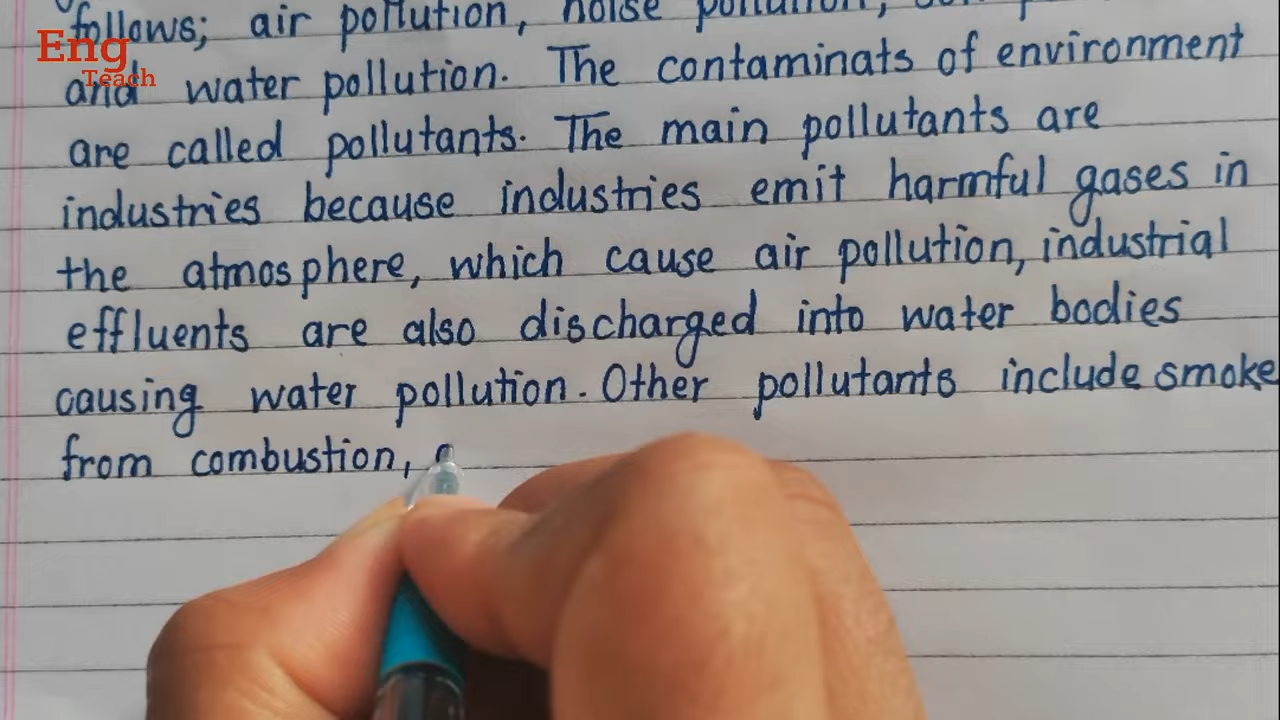 follows; air pollution, noise pollution,
Eng
Teach
and water pollution. The contaminats of environment
are called pollutants. The main pollutants are
industries because industries emit harmful gases in
the atmosphere, which cause air pollution, industrial
effluents are also discharged into water bodies
causing water pollution. Other pollutants include smoke
from combustion,